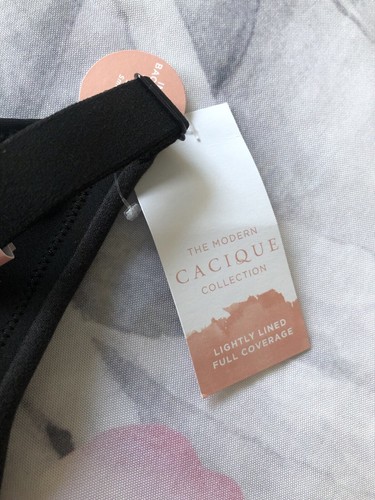 THE MODERN
CACIQUE
COLLECTION
LIGHTLY LINED
FULL COVERAGE